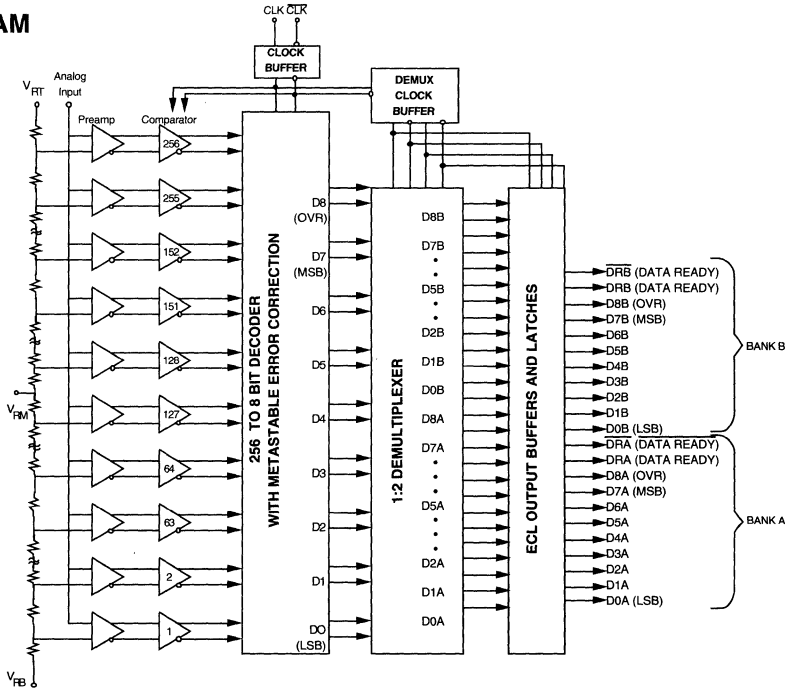 AM
CLK CLK
CLOCK
BUFFER
DEMUX
CLOCK
BUFFER
VRT
Analog
Input
Preamp
Comparator
256
255
152
151
128
127
64
63
2
1
VRM
VRB
256 TO 8 BIT DECODER
WITH METASTABLE ERROR CORRECTION
D8
(OVR)
D7
(MSB)
D6
D5
D4
D3
D2
D1
DO
(LSB)
1:2 DEMULTIPLEXER
D8B
D7B
D5B
D2B
D1B
D0B
D8A
D7A
D5A
D2A
D1A
D0A
ECL OUTPUT BUFFERS AND LATCHES
DRB (DATA READY)
DRB (DATA READY)
D8B (OVR)
D7B (MSB)
D6B
D5B
D4B
D3B
D2B
D1B
D0B (LSB)
BANK B
DRA (DATA READY)
DRA (DATA READY)
D8A (OVR)
D7A (MSB)
D6A
D5A
D4A
D3A
D2A
D1A
D0A (LSB)
BANK A